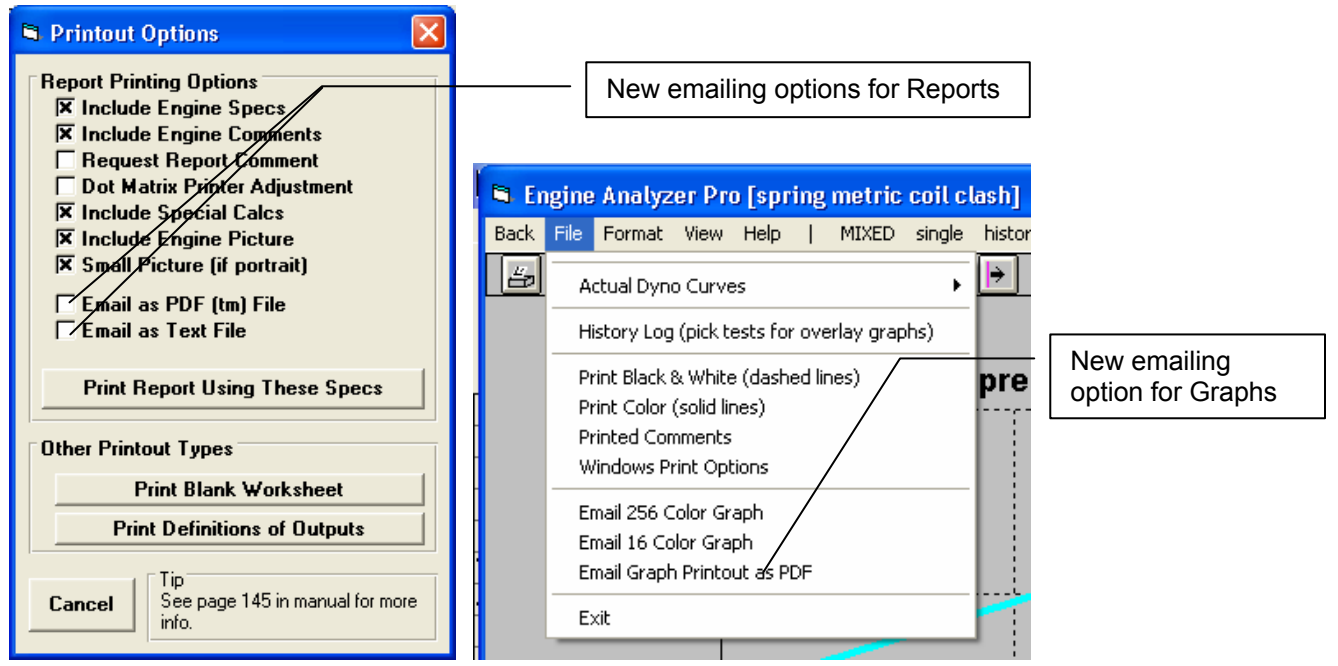 Printout Options
Report Printing Options
Include Engine Specs
Include Engine Comments
Request Report Comment
Dot Matrix Printer Adjustment
Include Special Calcs
Include Engine Picture
Small Picture (if portrait)
Email as PDF (tm) File
Email as Text File
Print Report Using These Specs
Other Printout Types
Print Blank Worksheet
Print Definitions of Outputs
Cancel
Tip
See page 145 in manual for more
info.
New emailing options for Reports
Engine Analyzer Pro [spring metric coil clash]
Back File Format View Help | MIXED single histor
Actual Dyno Curves
History Log (pick tests for overlay graphs)
Print Black & White (dashed lines)
Print Color (solid lines)
Printed Comments
Windows Print Options
Email 256 Color Graph
Email 16 Color Graph
Email Graph Printout as PDF
Exit
pre
New emailing
option for Graphs